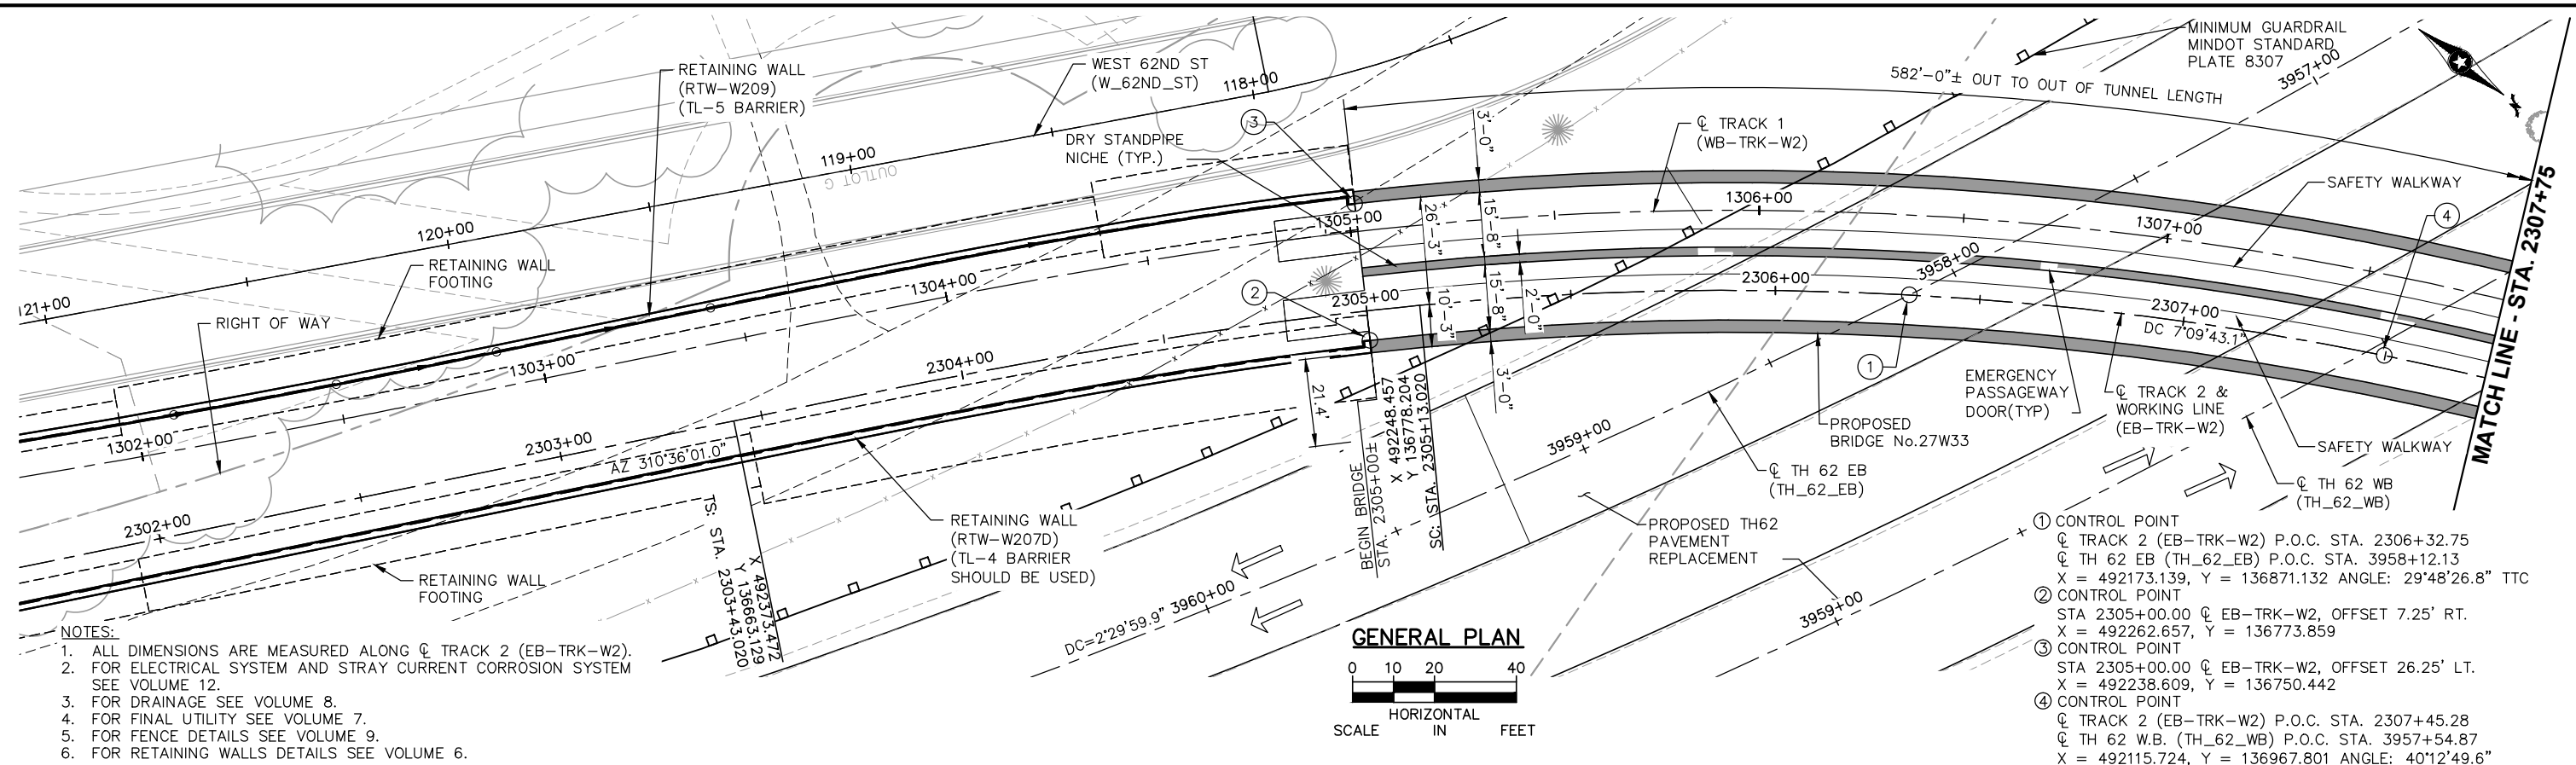 MINIMUM GUARDRAIL
MINDOT STANDARD
PLATE 8307
3957+00
582'-0"± OUT TO OUT OF TUNNEL LENGTH
RETAINING WALL
(RTW-W209)
(TL-5 BARRIER)
WEST 62ND ST
(W_62ND_ST)
118+00
3
DRY STANDPIPE
NICHE (TYP.)
3'-0"
℄ TRACK 1
(WB-TRK-W2)
119+00
OUTLOT G
SAFETY WALKWAY
MATCH LINE - STA. 2307+75
1305+00
1306+00
1307+00
4
26'-3"
15'-8"
120+00
RETAINING WALL
FOOTING
121+00
RIGHT OF WAY
1304+00
2
2305+00
2306+00
3958+00
2307+00
DC 7°09'43.1"
10'-3"
15'-8"
2'-0"
1303+00
2304+00
1
21.4'
3'-0"
EMERGENCY
PASSAGEWAY
DOOR(TYP)
℄ TRACK 2 &
WORKING LINE
(EB-TRK-W2)
PROPOSED
BRIDGE No.27W33
SAFETY WALKWAY
1302+00
2303+00
AZ 310°36'01.0"
3959+00
℄ TH 62 EB
(TH_62_EB)
℄ TH 62 WB
(TH_62_WB)
2302+00
RETAINING WALL
FOOTING
TS: STA. 2303+43.020
X 492373.472
Y 136663.129
RETAINING WALL
(RTW-W207D)
(TL-4 BARRIER
SHOULD BE USED)
BEGIN BRIDGE
STA. 2305+00±
X 492248.457
Y 136778.204
SC: STA. 2305+13.020
PROPOSED TH62
PAVEMENT
REPLACEMENT
DC=2°29'59.9"
3960+00
3959+00
NOTES:
1. ALL DIMENSIONS ARE MEASURED ALONG ℄ TRACK 2 (EB-TRK-W2).
2. FOR ELECTRICAL SYSTEM AND STRAY CURRENT CORROSION SYSTEM
SEE VOLUME 12.
3. FOR DRAINAGE SEE VOLUME 8.
4. FOR FINAL UTILITY SEE VOLUME 7.
5. FOR FENCE DETAILS SEE VOLUME 9.
6. FOR RETAINING WALLS DETAILS SEE VOLUME 6.
GENERAL PLAN
0 10 20 40
HORIZONTAL
SCALE IN FEET
1 CONTROL POINT
℄ TRACK 2 (EB-TRK-W2) P.O.C. STA. 2306+32.75
℄ TH 62 EB (TH_62_EB) P.O.C. STA. 3958+12.13
X = 492173.139, Y = 136871.132 ANGLE: 29°48'26.8" TTC
2 CONTROL POINT
STA 2305+00.00 ℄ EB-TRK-W2, OFFSET 7.25' RT.
X = 492262.657, Y = 136773.859
3 CONTROL POINT
STA 2305+00.00 ℄ EB-TRK-W2, OFFSET 26.25' LT.
X = 492238.609, Y = 136750.442
4 CONTROL POINT
℄ TRACK 2 (EB-TRK-W2) P.O.C. STA. 2307+45.28
℄ TH 62 W.B. (TH_62_WB) P.O.C. STA. 3957+54.87
X = 492115.724, Y = 136967.801 ANGLE: 40°12'49.6"